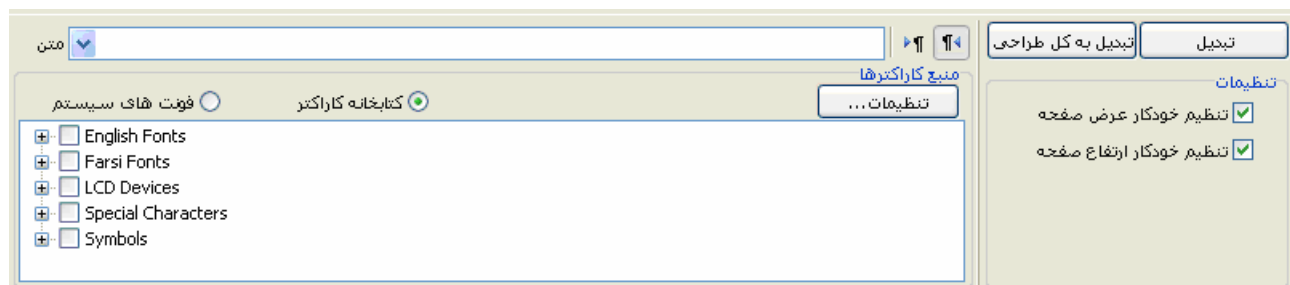 متن
¶ ¶
تبدیل به کل طراحی
تبدیل
منبع کاراکترها
تنظیمات...
کتابخانه کاراکتر
فونت های سیستم
English Fonts
Farsi Fonts
LCD Devices
Special Characters
Symbols
تنظیمات
تنظیم خودکار عرض صفحه
تنظیم خودکار ارتفاع صفحه